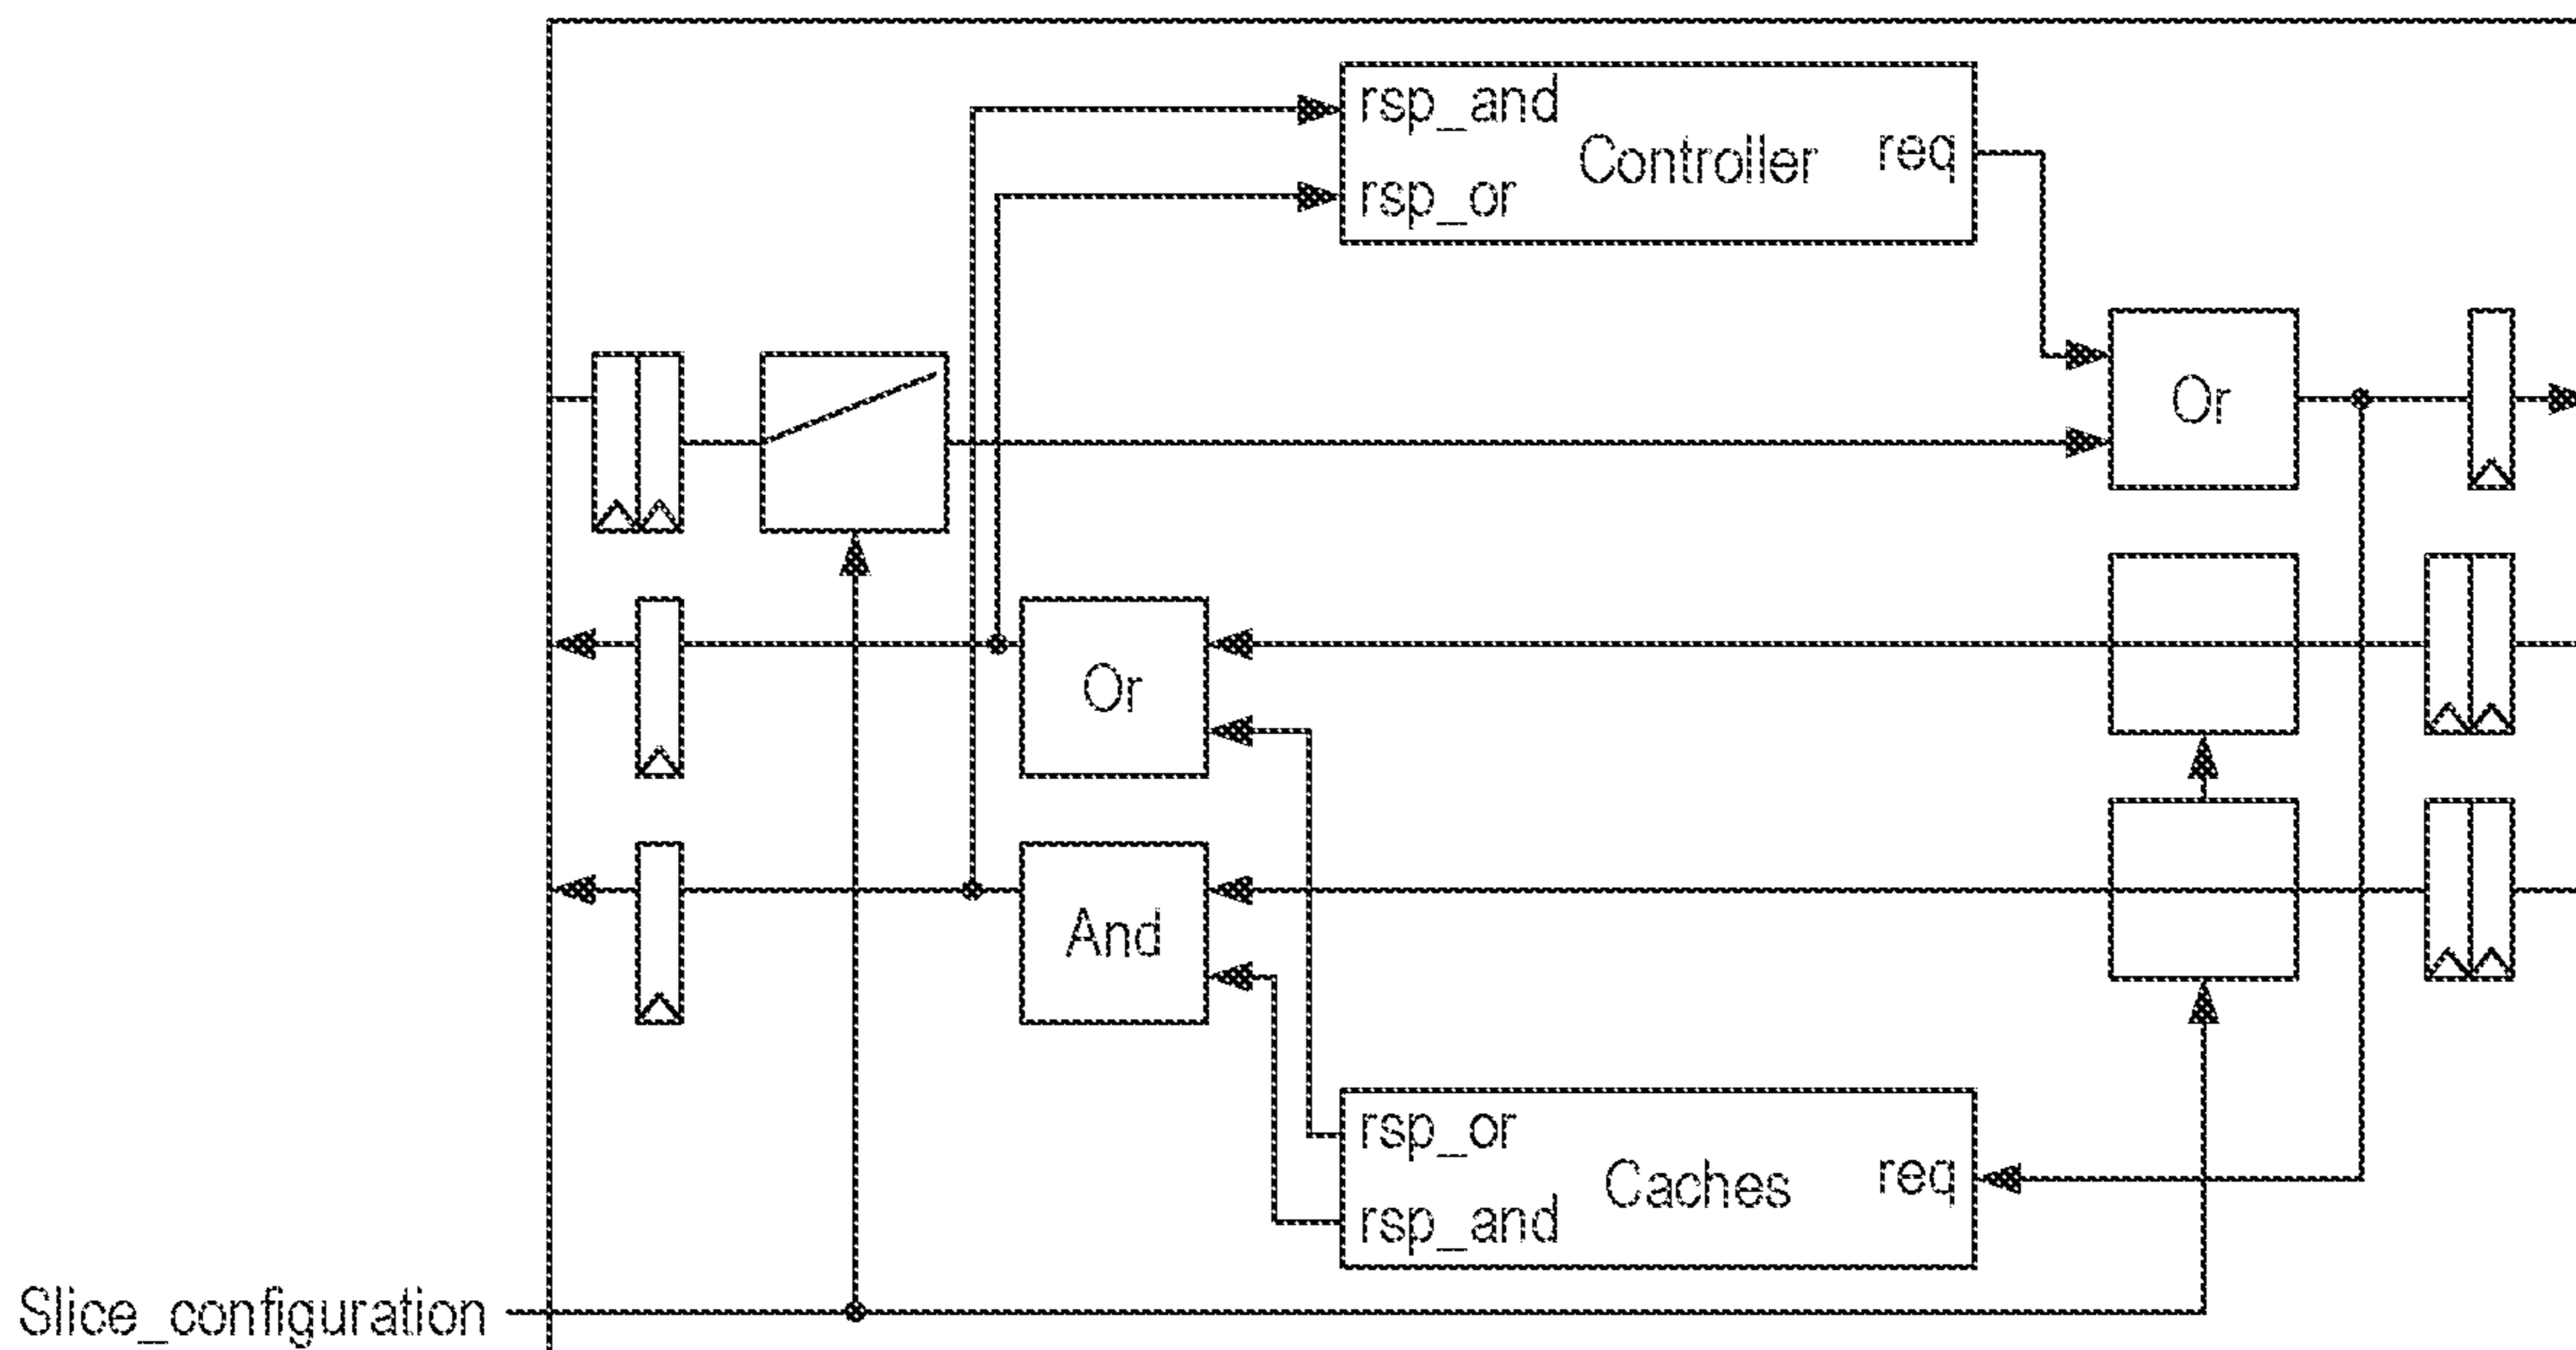 rsp_and
Controller
req
rsp_or
Or
Or
And
rsp_or
Caches
req
rsp_and
Slice_configuration